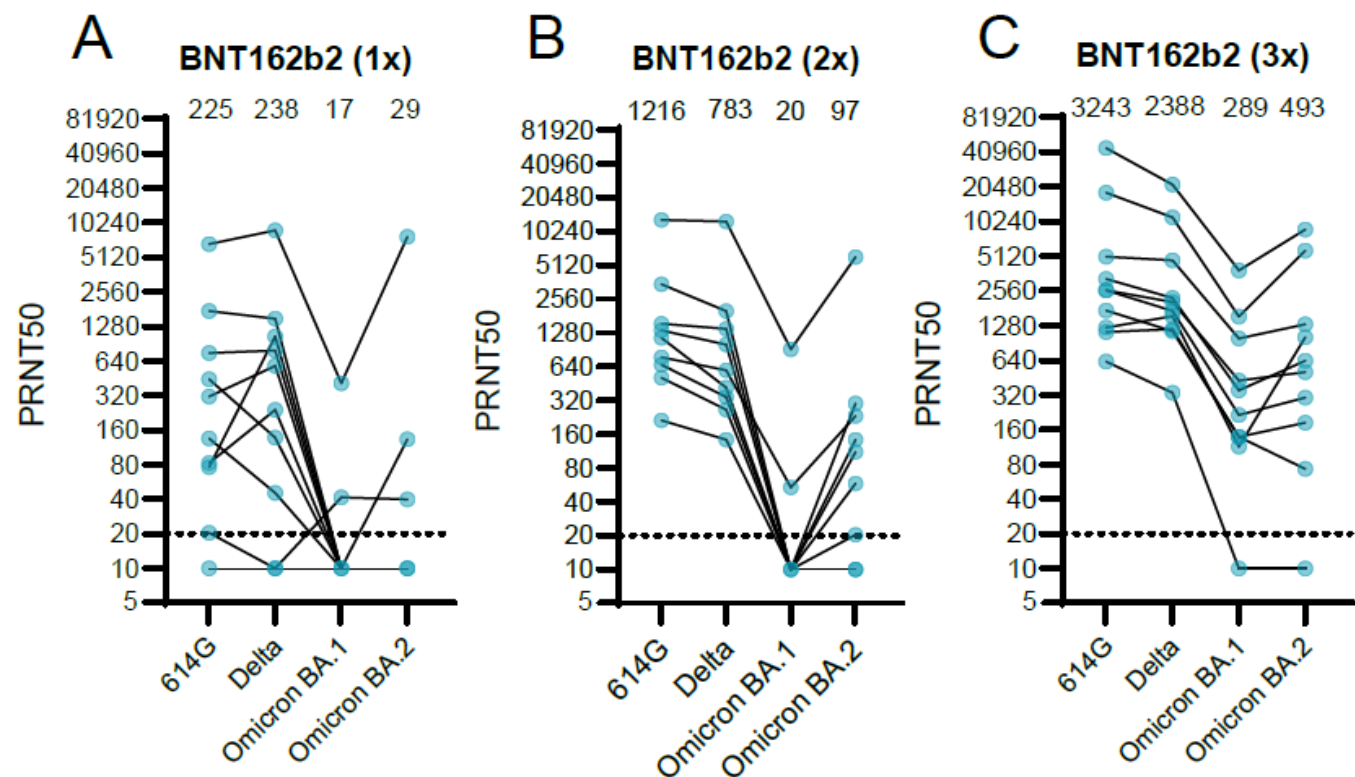 A
BNT162b2 (1x)
225 238 17 29
81920
40960
20480
10240
5120
2560
1280
640
320
160
80
40
20
10
5
PRNT50
614G
Delta
Omicron BA.1
Omicron BA.2
B
BNT162b2 (2x)
1216 783 20 97
81920
40960
20480
10240
5120
2560
1280
640
320
160
80
40
20
10
5
PRNT50
614G
Delta
Omicron BA.1
Omicron BA.2
C
BNT162b2 (3x)
3243 2388 289 493
81920
40960
20480
10240
5120
2560
1280
640
320
160
80
40
20
10
5
PRNT50
614G
Delta
Omicron BA.1
Omicron BA.2